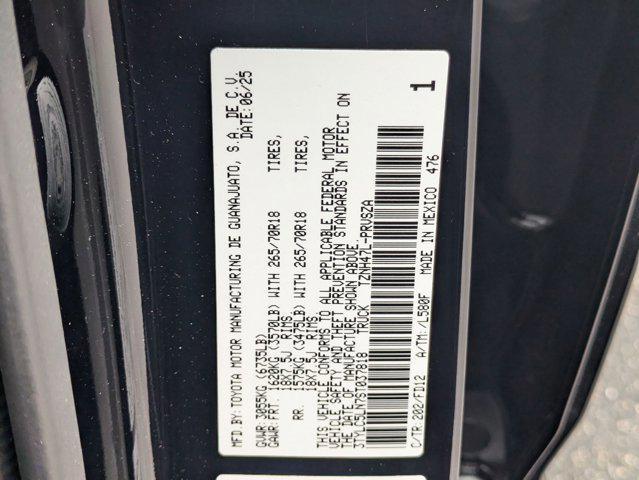 MFD.BY: TOYOTA MOTOR MANUFACTURING DE GUANAJUATO, S.A. DE C.V.
DATE: 06/25
GVWR: 3055KG (6735LB)
GAWR: FRT. 1620KG (3570LB) WITH 265/70R18 TIRES,
18X7.5J RIMS
RR. 1575KG (3475LB) WITH 265/70R18 TIRES,
18X7.5J RIMS
THIS VEHICLE CONFORMS TO ALL APPLICABLE FEDERAL MOTOR
VEHICLE SAFETY AND THEFT PREVENTION STANDARDS IN EFFECT ON
THE DATE OF MANUFACTURE SHOWN ABOVE.
3TYLC5LN7ST037818 TRUCK TZNH47L-PRVSZA
C/TR:202/FD12 A/TM:/L580F MADE IN MEXICO 476
1